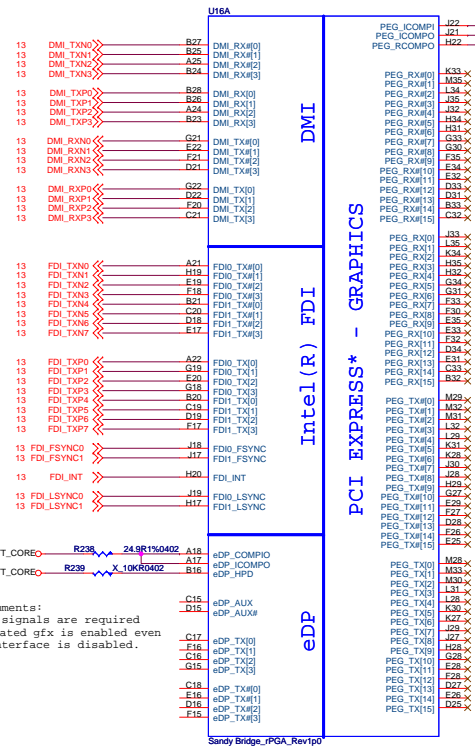 U16A
13 DMI_TXN0 B27 DMI_RX#[0]
13 DMI_TXN1 B25 DMI_RX#[1]
13 DMI_TXN2 A25 DMI_RX#[2]
13 DMI_TXN3 B24 DMI_RX#[3]
13 DMI_TXP0 B28 DMI_RX[0]
13 DMI_TXP1 B26 DMI_RX[1]
13 DMI_TXP2 A24 DMI_RX[2]
13 DMI_TXP3 B23 DMI_RX[3]
13 DMI_RXN0 G21 DMI_TX#[0]
13 DMI_RXN1 E22 DMI_TX#[1]
13 DMI_RXN2 F21 DMI_TX#[2]
13 DMI_RXN3 D21 DMI_TX#[3]
13 DMI_RXP0 G22 DMI_TX[0]
13 DMI_RXP1 D22 DMI_TX[1]
13 DMI_RXP2 F20 DMI_TX[2]
13 DMI_RXP3 C21 DMI_TX[3]
DMI
13 FDI_TXN0 A21 FDI0_TX#[0]
13 FDI_TXN1 H19 FDI0_TX#[1]
13 FDI_TXN2 E19 FDI0_TX#[2]
13 FDI_TXN3 F18 FDI0_TX#[3]
13 FDI_TXN4 B21 FDI1_TX#[0]
13 FDI_TXN5 C20 FDI1_TX#[1]
13 FDI_TXN6 D18 FDI1_TX#[2]
13 FDI_TXN7 E17 FDI1_TX#[3]
13 FDI_TXP0 A22 FDI0_TX[0]
13 FDI_TXP1 G19 FDI0_TX[1]
13 FDI_TXP2 E20 FDI0_TX[2]
13 FDI_TXP3 G18 FDI0_TX[3]
13 FDI_TXP4 B20 FDI1_TX[0]
13 FDI_TXP5 C19 FDI1_TX[1]
13 FDI_TXP6 D19 FDI1_TX[2]
13 FDI_TXP7 F17 FDI1_TX[3]
13 FDI_FSYNC0 J18 FDI0_FSYNC
13 FDI_FSYNC1 J17 FDI1_FSYNC
13 FDI_INT H20 FDI_INT
13 FDI_LSYNC0 J19 FDI0_LSYNC
13 FDI_LSYNC1 H17 FDI1_LSYNC
Intel(R) FDI
T_CORE R238 24.9R1%0402 A18 eDP_COMPIO
A17 eDP_ICOMPO
T_CORE R239 X_10KR0402 B16 eDP_HPD
C15 eDP_AUX
D15 eDP_AUX#
C17 eDP_TX[0]
F16 eDP_TX[1]
C16 eDP_TX[2]
G15 eDP_TX[3]
C18 eDP_TX#[0]
E16 eDP_TX#[1]
D16 eDP_TX#[2]
F15 eDP_TX#[3]
eDP
ments:
signals are required
ated gfx is enabled even
nterface is disabled.
PEG_ICOMPI J22
PEG_ICOMPO J21
PEG_RCOMPO H22
PEG_RX#[0] K33
PEG_RX#[1] M35
PEG_RX#[2] L34
PEG_RX#[3] J35
PEG_RX#[4] J32
PEG_RX#[5] H34
PEG_RX#[6] H31
PEG_RX#[7] G33
PEG_RX#[8] G30
PEG_RX#[9] F35
PEG_RX#[10] E34
PEG_RX#[11] E32
PEG_RX#[12] D33
PEG_RX#[13] D31
PEG_RX#[14] B33
PEG_RX#[15] C32
PEG_RX[0] J33
PEG_RX[1] L35
PEG_RX[2] K34
PEG_RX[3] H35
PEG_RX[4] H32
PEG_RX[5] G34
PEG_RX[6] G31
PEG_RX[7] F33
PEG_RX[8] F30
PEG_RX[9] E35
PEG_RX[10] E33
PEG_RX[11] F32
PEG_RX[12] D34
PEG_RX[13] E31
PEG_RX[14] C33
PEG_RX[15] B32
PEG_TX#[0] M29
PEG_TX#[1] M32
PEG_TX#[2] M31
PEG_TX#[3] L32
PEG_TX#[4] L29
PEG_TX#[5] K31
PEG_TX#[6] K28
PEG_TX#[7] J30
PEG_TX#[8] J28
PEG_TX#[9] H29
PEG_TX#[10] G27
PEG_TX#[11] E29
PEG_TX#[12] F27
PEG_TX#[13] D28
PEG_TX#[14] F26
PEG_TX#[15] E25
PEG_TX[0] M28
PEG_TX[1] M33
PEG_TX[2] M30
PEG_TX[3] L31
PEG_TX[4] L28
PEG_TX[5] K30
PEG_TX[6] K27
PEG_TX[7] J29
PEG_TX[8] J27
PEG_TX[9] H28
PEG_TX[10] G28
PEG_TX[11] E28
PEG_TX[12] F28
PEG_TX[13] D27
PEG_TX[14] E26
PEG_TX[15] D25
PCI EXPRESS* - GRAPHICS
Sandy Bridge_rPGA_Rev1p0